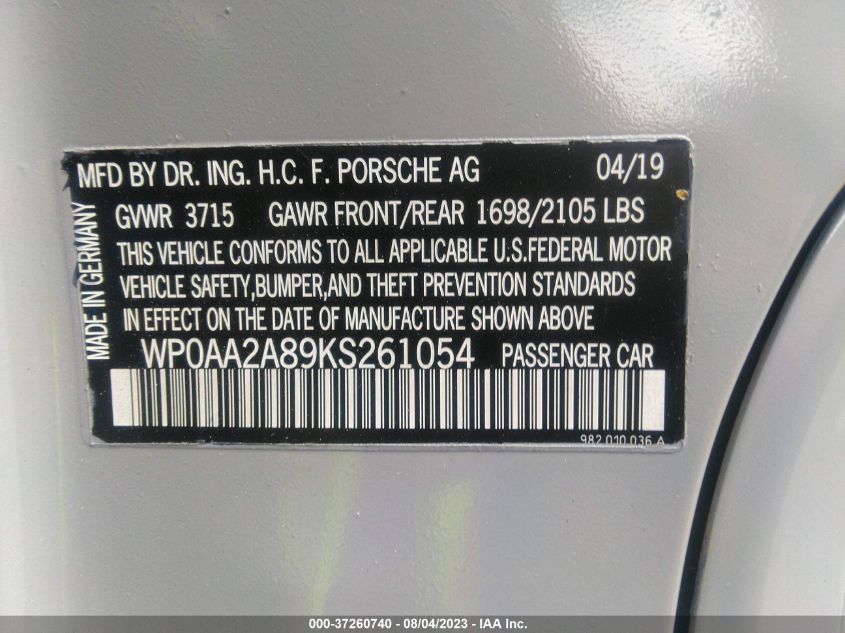 MFD BY DR. ING. H.C. F. PORSCHE AG 04/19
GVWR 3715 GAWR FRONT/REAR 1698/2105 LBS
THIS VEHICLE CONFORMS TO ALL APPLICABLE U.S.FEDERAL MOTOR
VEHICLE SAFETY,BUMPER,AND THEFT PREVENTION STANDARDS
IN EFFECT ON THE DATE OF MANUFACTURE SHOWN ABOVE
MADE IN GERMANY
WP0AA2A89KS261054 PASSENGER CAR
982 010 036 A
000-37260740 - 08/04/2023 - IAA Inc.